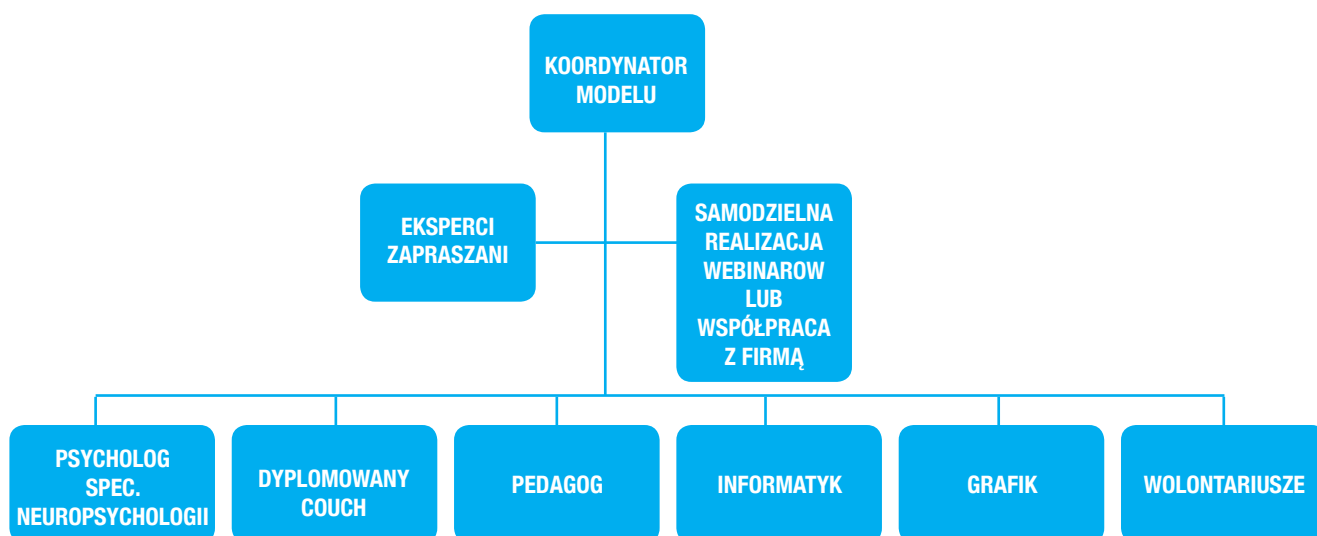 KOORDYNATOR
MODELU
EKSPERCI
ZAPRASZANI
SAMODZIELNA
REALIZACJA
WEBINAROW
LUB
WSPÓŁPRACA
Z FIRMĄ
PSYCHOLOG
SPEC.
NEUROPSYCHOLOGII
DYPLOMOWANY
COUCH
PEDAGOG
INFORMATYK
GRAFIK
WOLONTARIUSZE